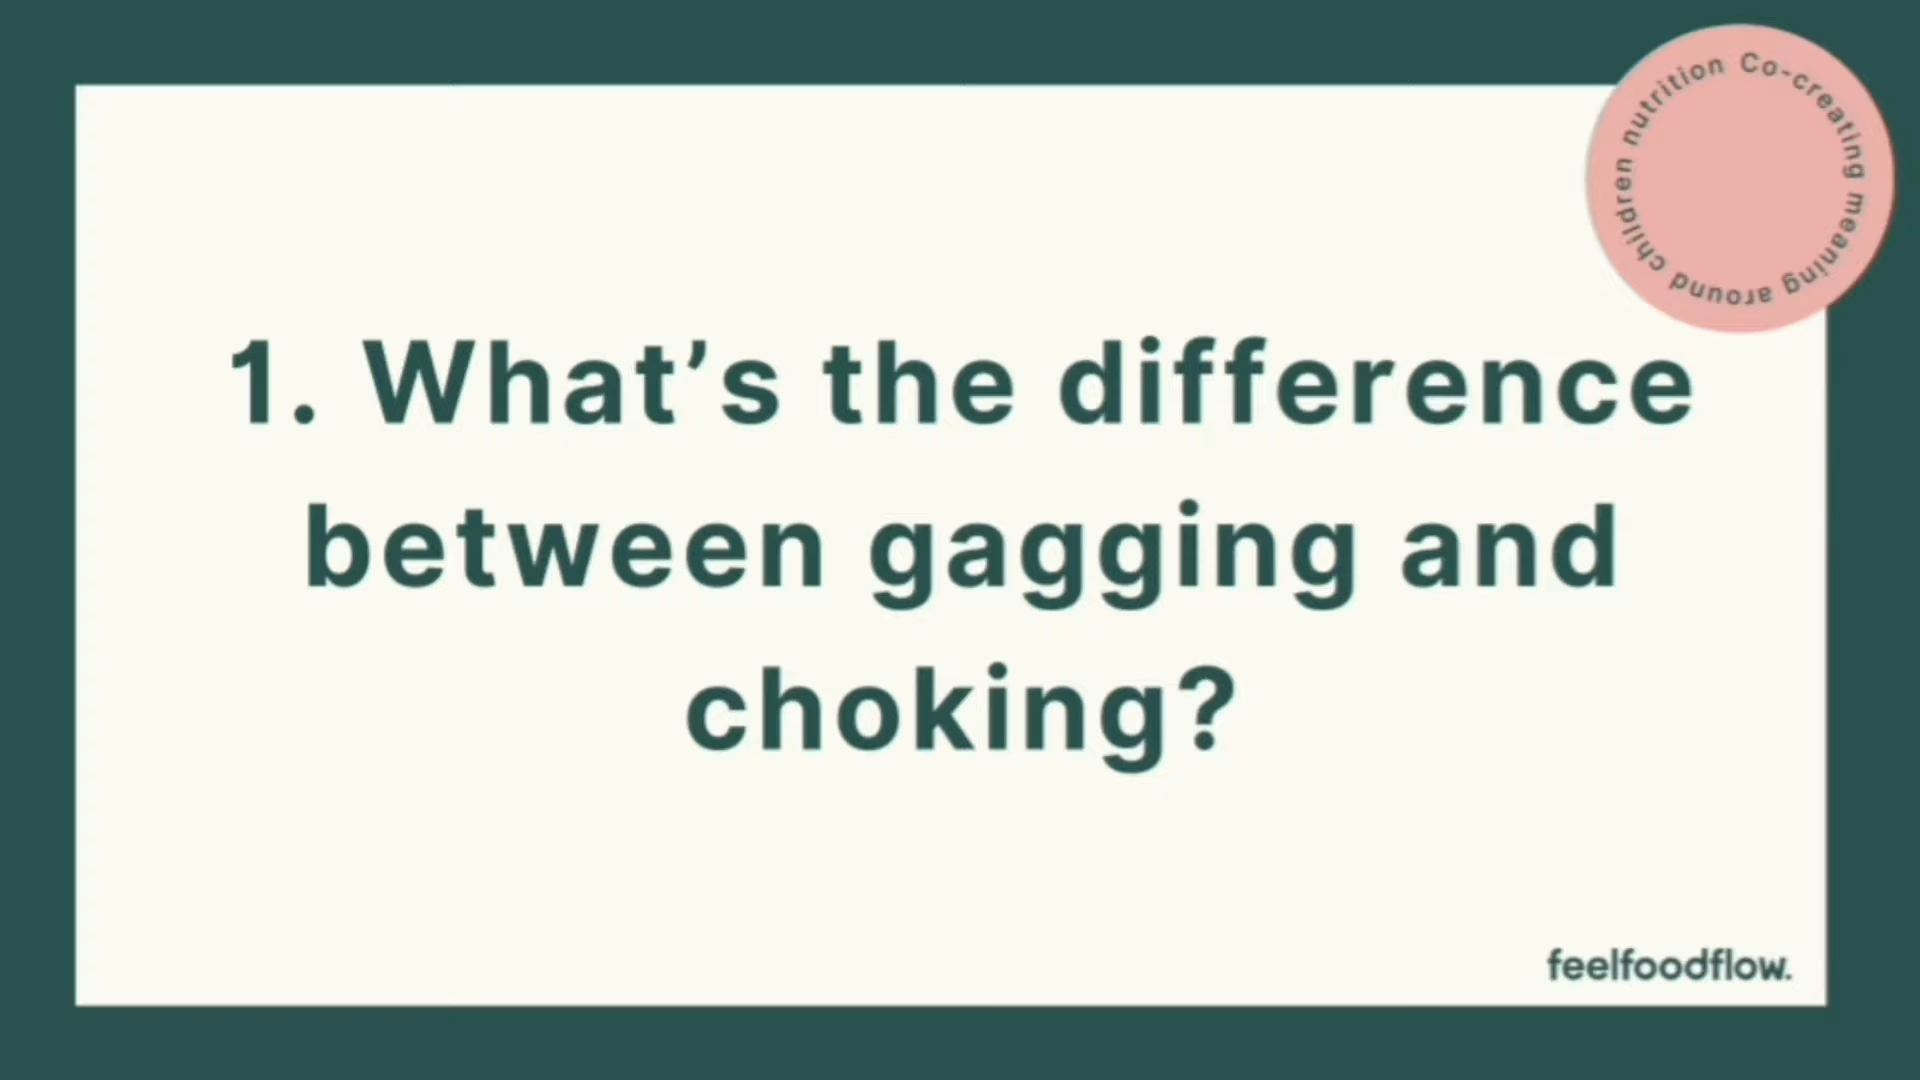 Co-creating meaning around children nutrition
1. What’s the difference
between gagging and
choking?
feelfoodflow.